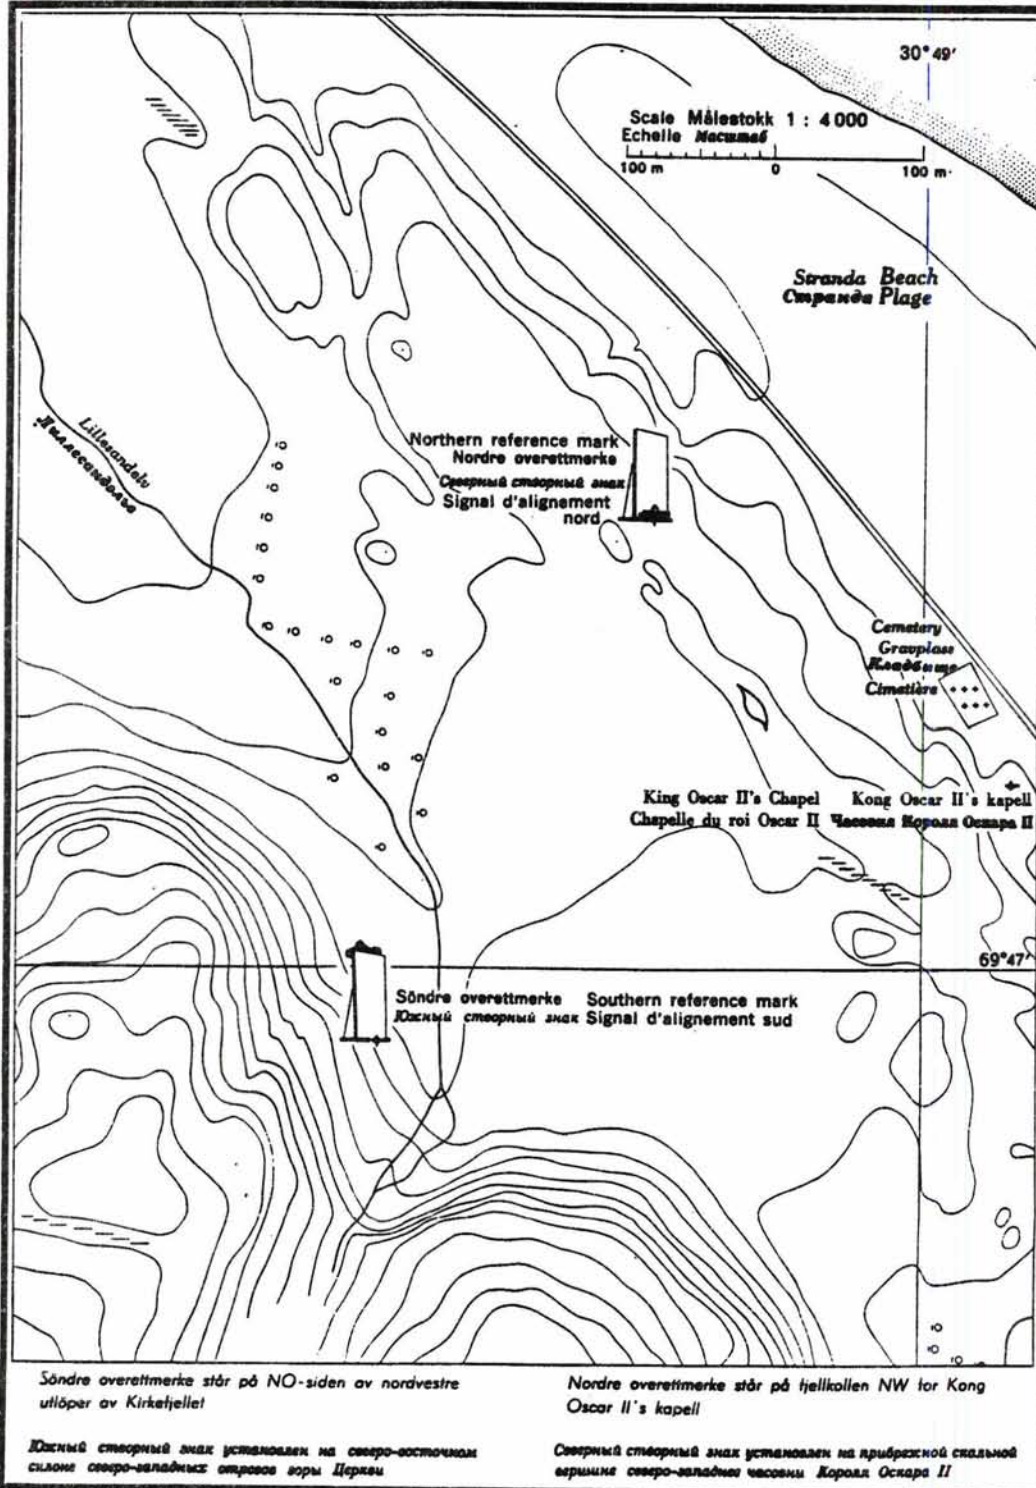 30°49'
Scale Målestokk 1 : 4000
Echelle Масштаб
100 m 0 100 m.
Stranda Beach
Странда Plage
Lillesandelv
Лиллесандэльв
Northern reference mark
Nordre overettmerke
Северный створный знак
Signal d'alignement
nord
Cemetery
Gravplass
Кладбище
Cimetière
King Oscar II's Chapel Kong Oscar II's kapell
Chapelle du roi Oscar II Часовня Короля Оскара II
69°47'
Söndre overettmerke Southern reference mark
Южный створный знак Signal d'alignement sud
Söndre overettmerke står på NO-siden av nordvestre
utlöper av Kirkefjellet
Nordre overettmerke står på fjellkollen NW for Kong
Oscar II's kapell
Южный створный знак установлен на северо-восточном
склоне северо-западных отрогов горы Церкви
Северный створный знак установлен на прибрежной скальной
вершине северо-западнее часовни Короля Оскара II